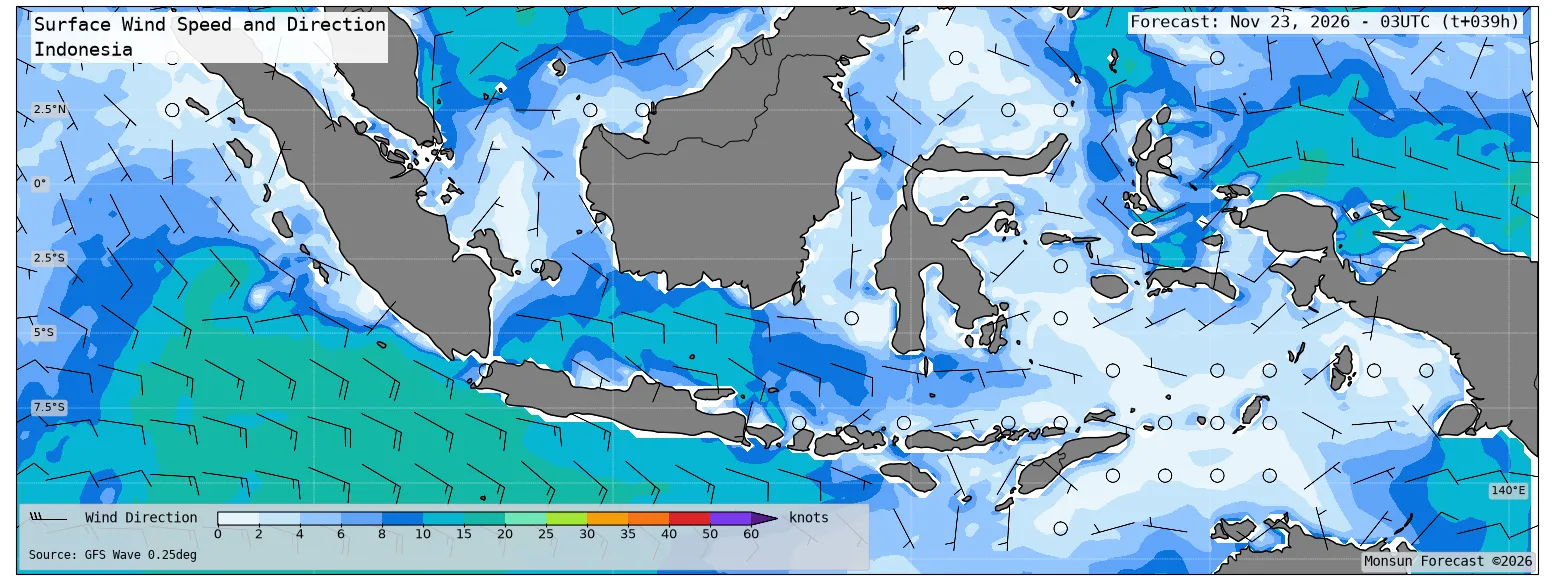 Surface Wind Speed and Direction
Indonesia
Forecast: Nov 23, 2026 - 03UTC (t+039h)
2.5°N
0°
2.5°S
5°S
7.5°S
140°E
Wind Direction
knots
0 2 4 6 8 10 15 20 25 30 35 40 50 60
Source: GFS Wave 0.25deg
Monsun Forecast ©2026